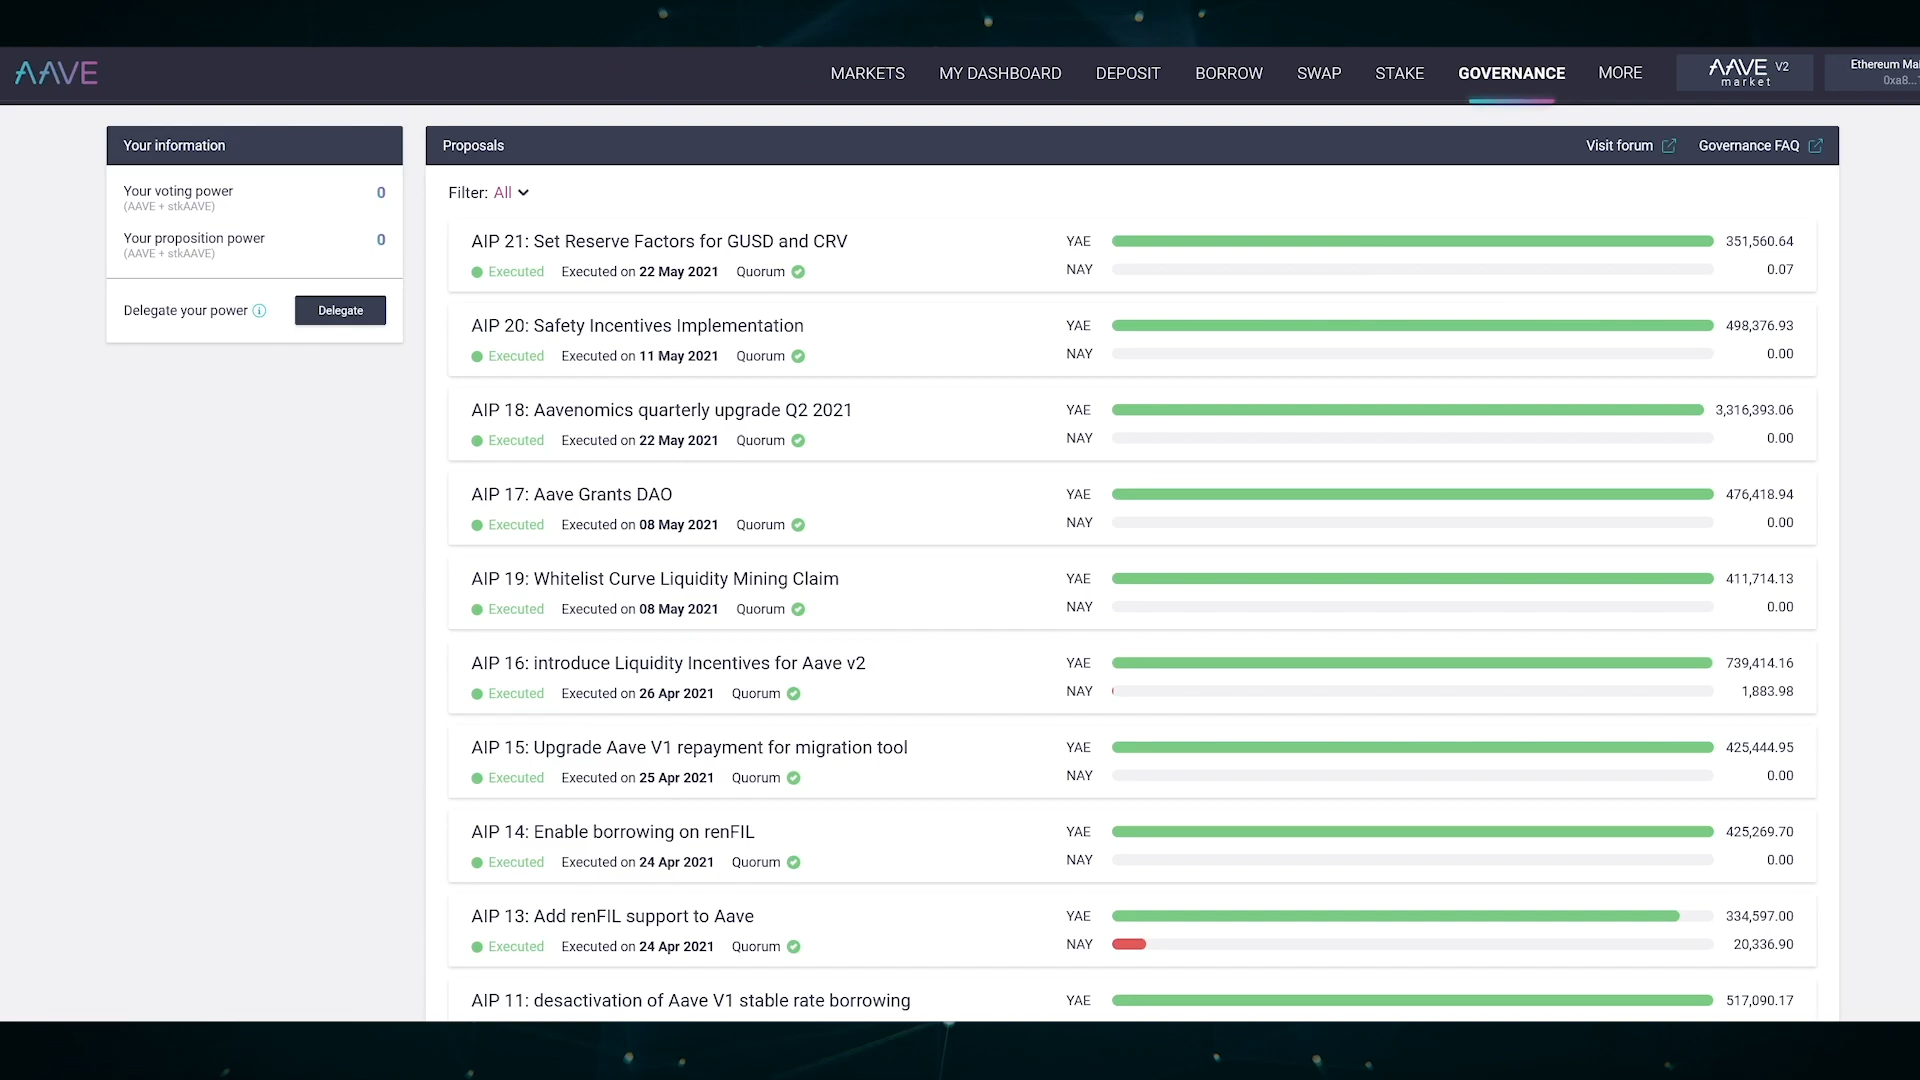 AAVE
MARKETS
MY DASHBOARD
DEPOSIT
BORROW
SWAP
STAKE
GOVERNANCE
MORE
AAVE V2
market
Ethereum Mai
0xa8...
Your information
Your voting power 0
(AAVE + stkAAVE)
Your proposition power 0
(AAVE + stkAAVE)
Delegate your power
Delegate
Proposals
Visit forum
Governance FAQ
Filter: All
AIP 21: Set Reserve Factors for GUSD and CRV
Executed Executed on 22 May 2021 Quorum
YAE 351,560.64
NAY 0.07
AIP 20: Safety Incentives Implementation
Executed Executed on 11 May 2021 Quorum
YAE 498,376.93
NAY 0.00
AIP 18: Aavenomics quarterly upgrade Q2 2021
Executed Executed on 22 May 2021 Quorum
YAE 3,316,393.06
NAY 0.00
AIP 17: Aave Grants DAO
Executed Executed on 08 May 2021 Quorum
YAE 476,418.94
NAY 0.00
AIP 19: Whitelist Curve Liquidity Mining Claim
Executed Executed on 08 May 2021 Quorum
YAE 411,714.13
NAY 0.00
AIP 16: introduce Liquidity Incentives for Aave v2
Executed Executed on 26 Apr 2021 Quorum
YAE 739,414.16
NAY 1,883.98
AIP 15: Upgrade Aave V1 repayment for migration tool
Executed Executed on 25 Apr 2021 Quorum
YAE 425,444.95
NAY 0.00
AIP 14: Enable borrowing on renFIL
Executed Executed on 24 Apr 2021 Quorum
YAE 425,269.70
NAY 0.00
AIP 13: Add renFIL support to Aave
Executed Executed on 24 Apr 2021 Quorum
YAE 334,597.00
NAY 20,336.90
AIP 11: desactivation of Aave V1 stable rate borrowing
YAE 517,090.17